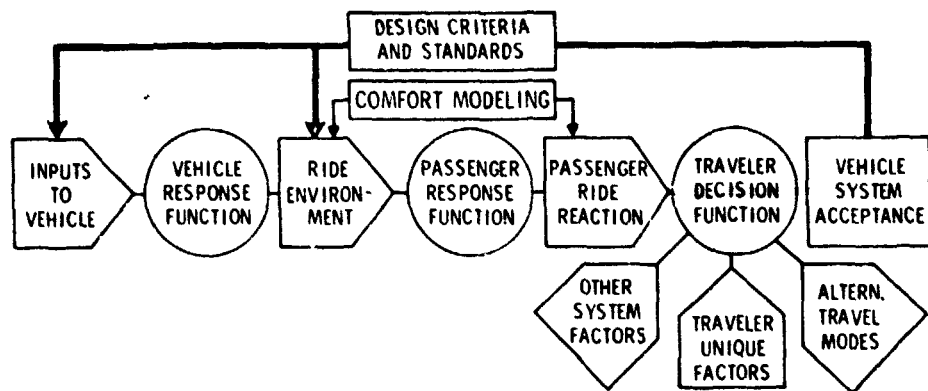 DESIGN CRITERIA
AND STANDARDS
COMFORT MODELING
INPUTS
TO
VEHICLE
VEHICLE
RESPONSE
FUNCTION
RIDE
ENVIRON-
MENT
PASSENGER
RESPONSE
FUNCTION
PASSENGER
RIDE
REACTION
TRAVELER
DECISION
FUNCTION
VEHICLE
SYSTEM
ACCEPTANCE
OTHER
SYSTEM
FACTORS
TRAVELER
UNIQUE
FACTORS
ALTERN.
TRAVEL
MODES